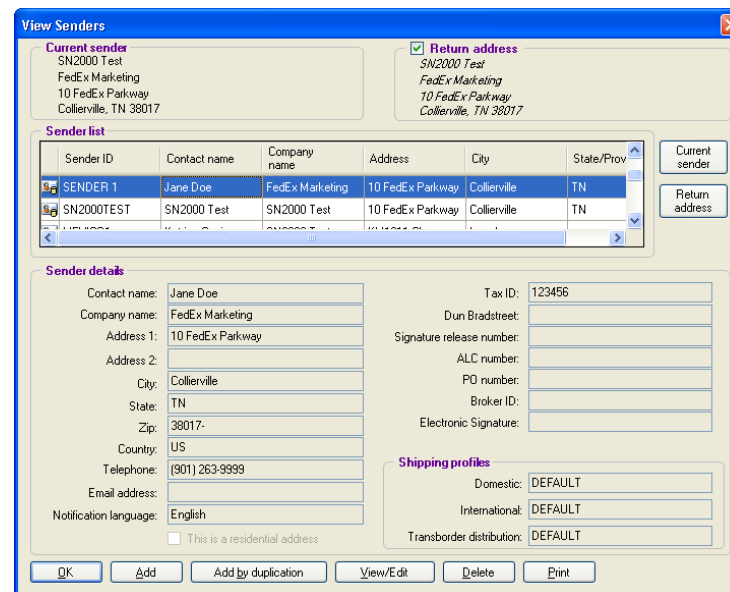 View Senders
Current sender
SN2000 Test
FedEx Marketing
10 FedEx Parkway
Collierville, TN 38017
Return address
SN2000 Test
FedEx Marketing
10 FedEx Parkway
Collierville, TN 38017
Sender list
Sender ID Contact name Company name Address City State/Prov
SENDER 1 Jane Doe FedEx Marketing 10 FedEx Parkway Collierville TN
SN2000TEST SN2000 Test SN2000 Test 10 FedEx Parkway Collierville TN
Current sender
Return address
Sender details
Contact name: Jane Doe
Company name: FedEx Marketing
Address 1: 10 FedEx Parkway
Address 2:
City: Collierville
State: TN
Zip: 38017-
Country: US
Telephone: (901) 263-9999
Email address:
Notification language: English
This is a residential address
Tax ID: 123456
Dun Bradstreet:
Signature release number:
ALC number:
PO number:
Broker ID:
Electronic Signature:
Shipping profiles
Domestic: DEFAULT
International: DEFAULT
Transborder distribution: DEFAULT
OK Add Add by duplication View/Edit Delete Print